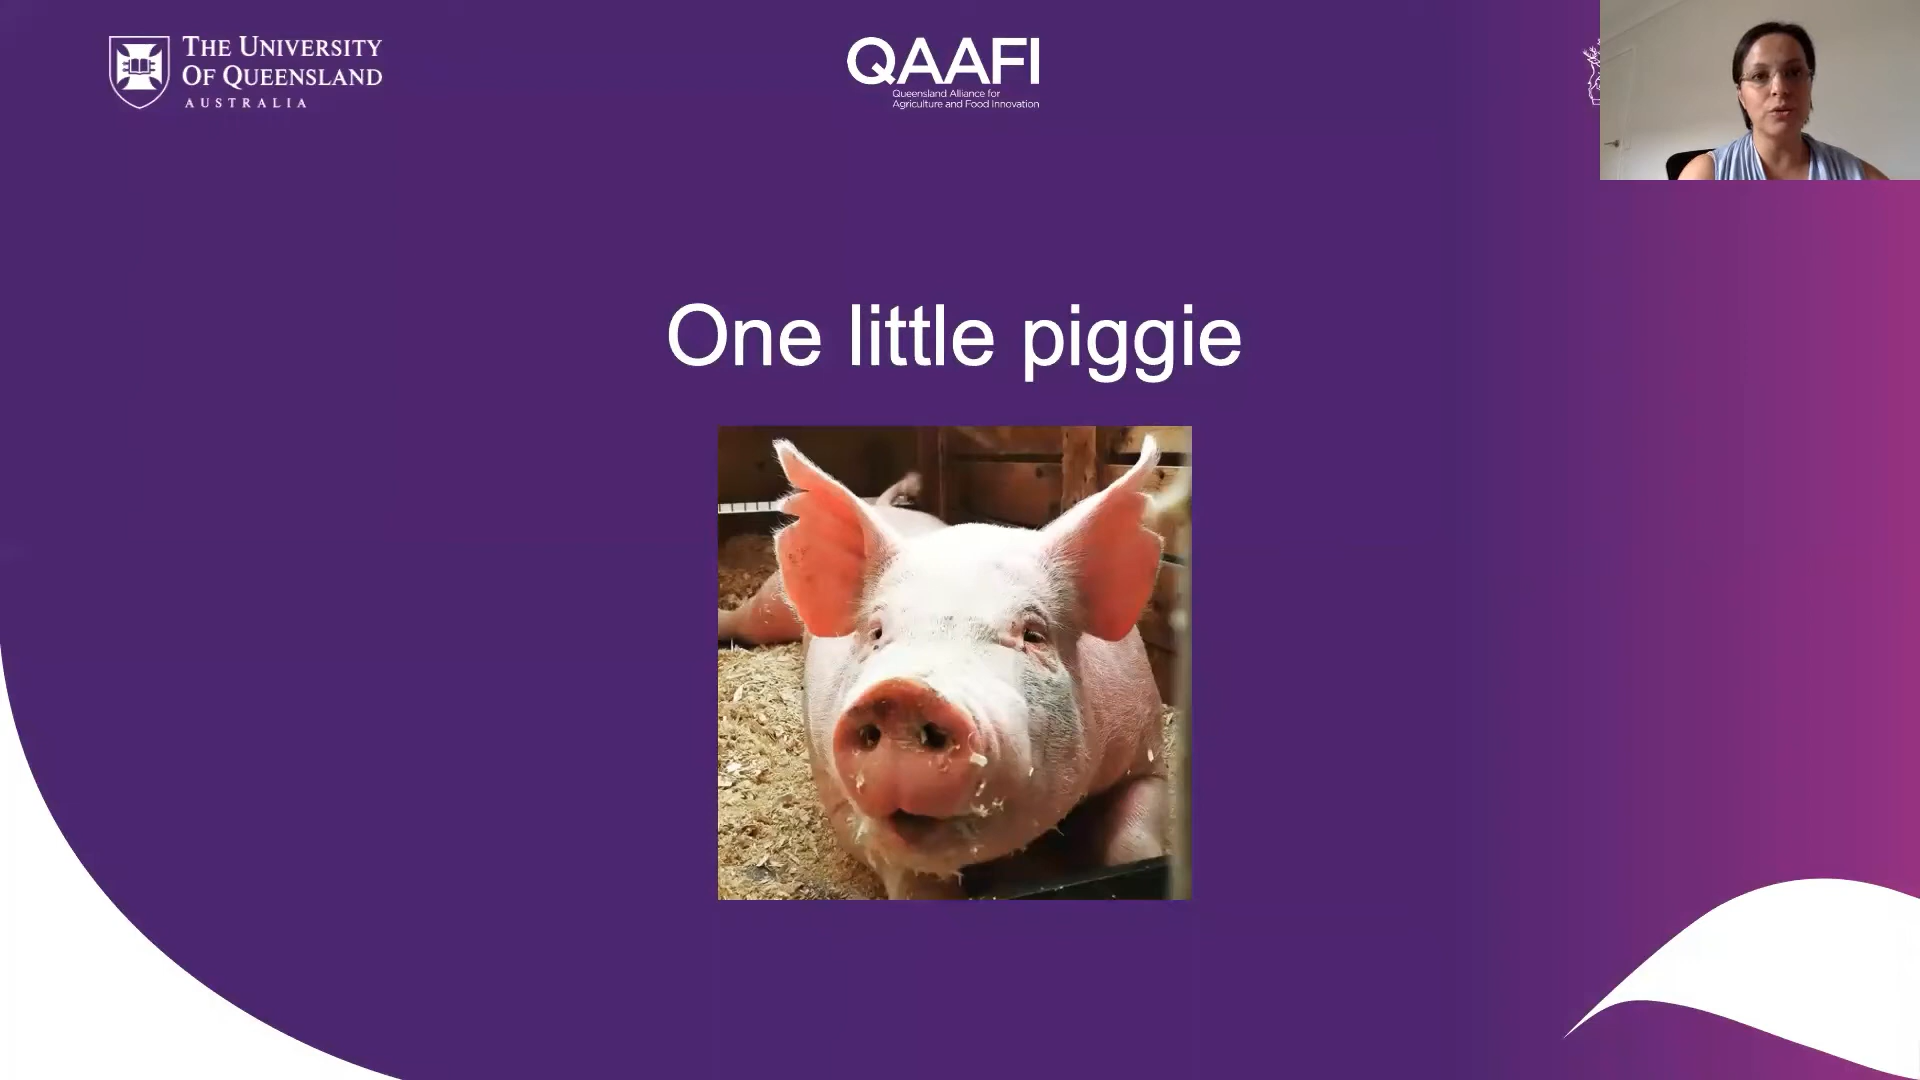 THE UNIVERSITY
OF QUEENSLAND
AUSTRALIA
QAAFI
Queensland Alliance for
Agriculture and Food Innovation
One little piggie